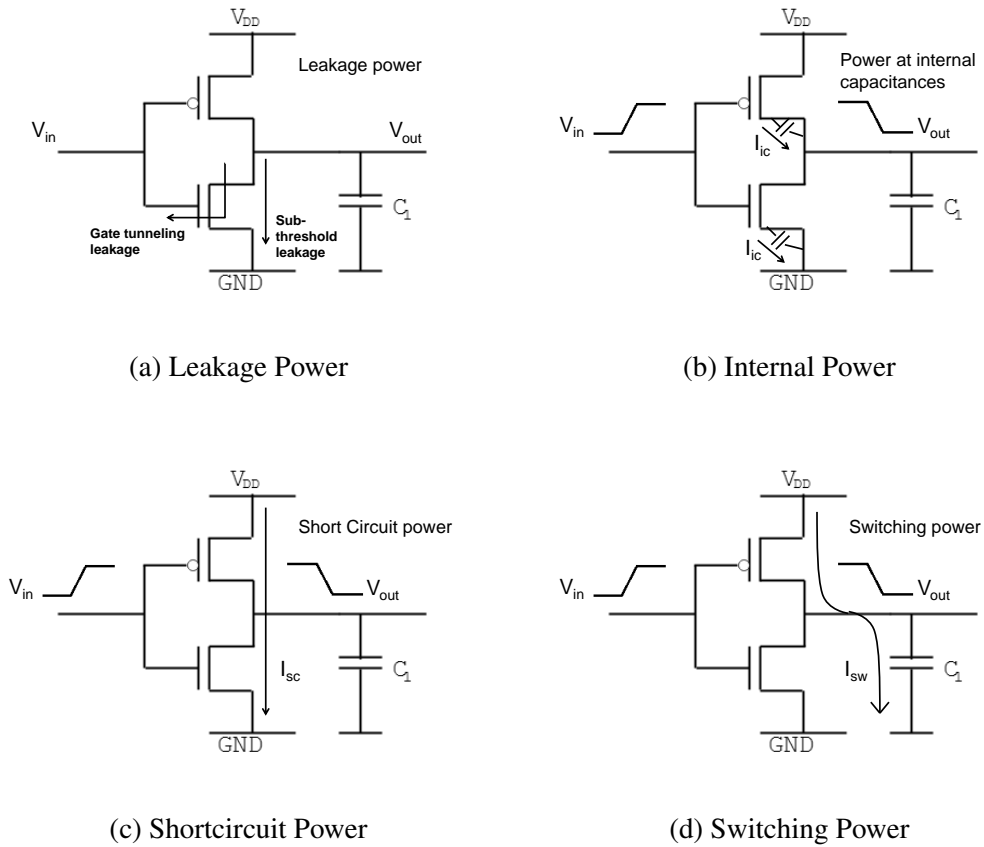 V_DD
Leakage power
V_in
V_out
Gate tunneling
leakage
Sub-
threshold
leakage
C_1
GND
(a) Leakage Power
V_DD
Power at internal
capacitances
V_in
V_out
I_ic
C_1
I_ic
GND
(b) Internal Power
V_DD
Short Circuit power
V_in
V_out
I_sc
C_1
GND
(c) Shortcircuit Power
V_DD
Switching power
V_in
V_out
I_sw
C_1
GND
(d) Switching Power